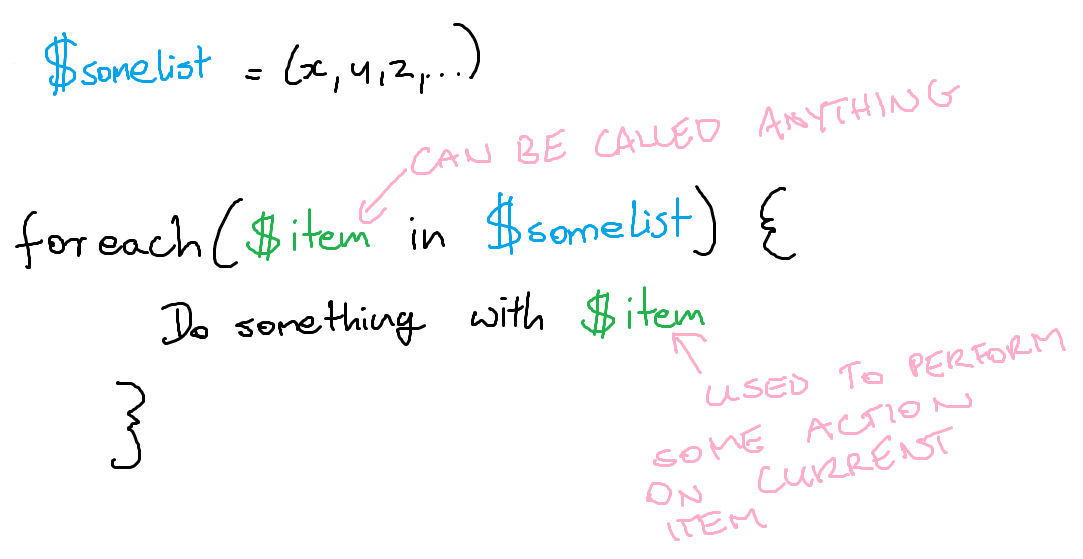 $somelist = (x, y, z, ...)
CAN BE CALLED ANYTHING
foreach($item in $somelist) {
Do something with $item
USED TO PERFORM
SOME ACTION
ON CURRENT
ITEM
}